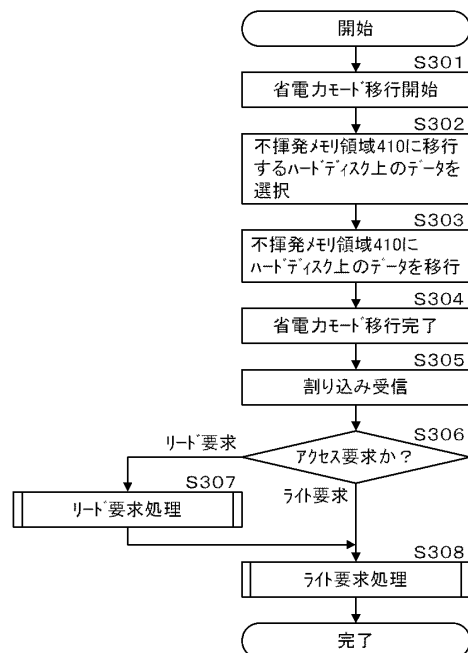 開始
S301
省電力モード移行開始
S302
不揮発メモリ領域410に移行
するハードディスク上のデータを
選択
S303
不揮発メモリ領域410に
ハードディスク上のデータを移行
S304
省電力モード移行完了
S305
割り込み受信
S306
リード要求
アクセス要求か？
S307
ライト要求
リード要求処理
S308
ライト要求処理
完了